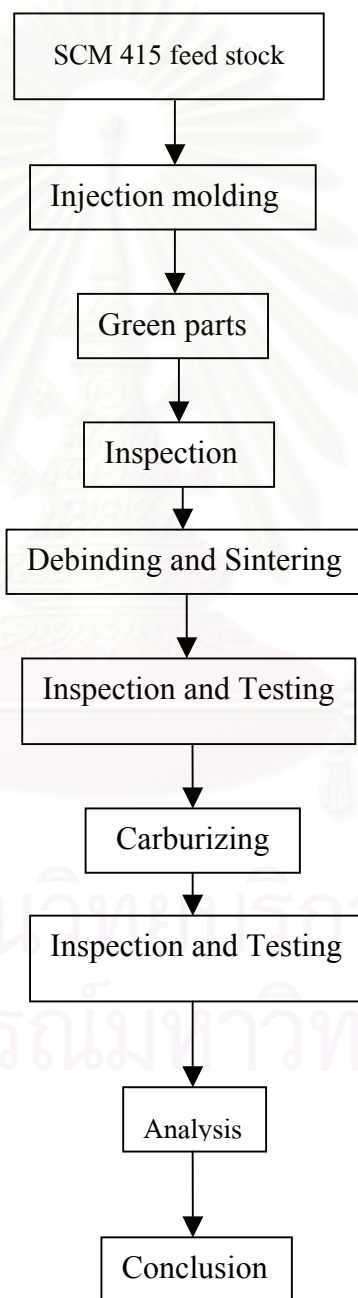 SCM 415 feed stock
Injection molding
Green parts
Inspection
Debinding and Sintering
Inspection and Testing
Carburizing
Inspection and Testing
Analysis
Conclusion